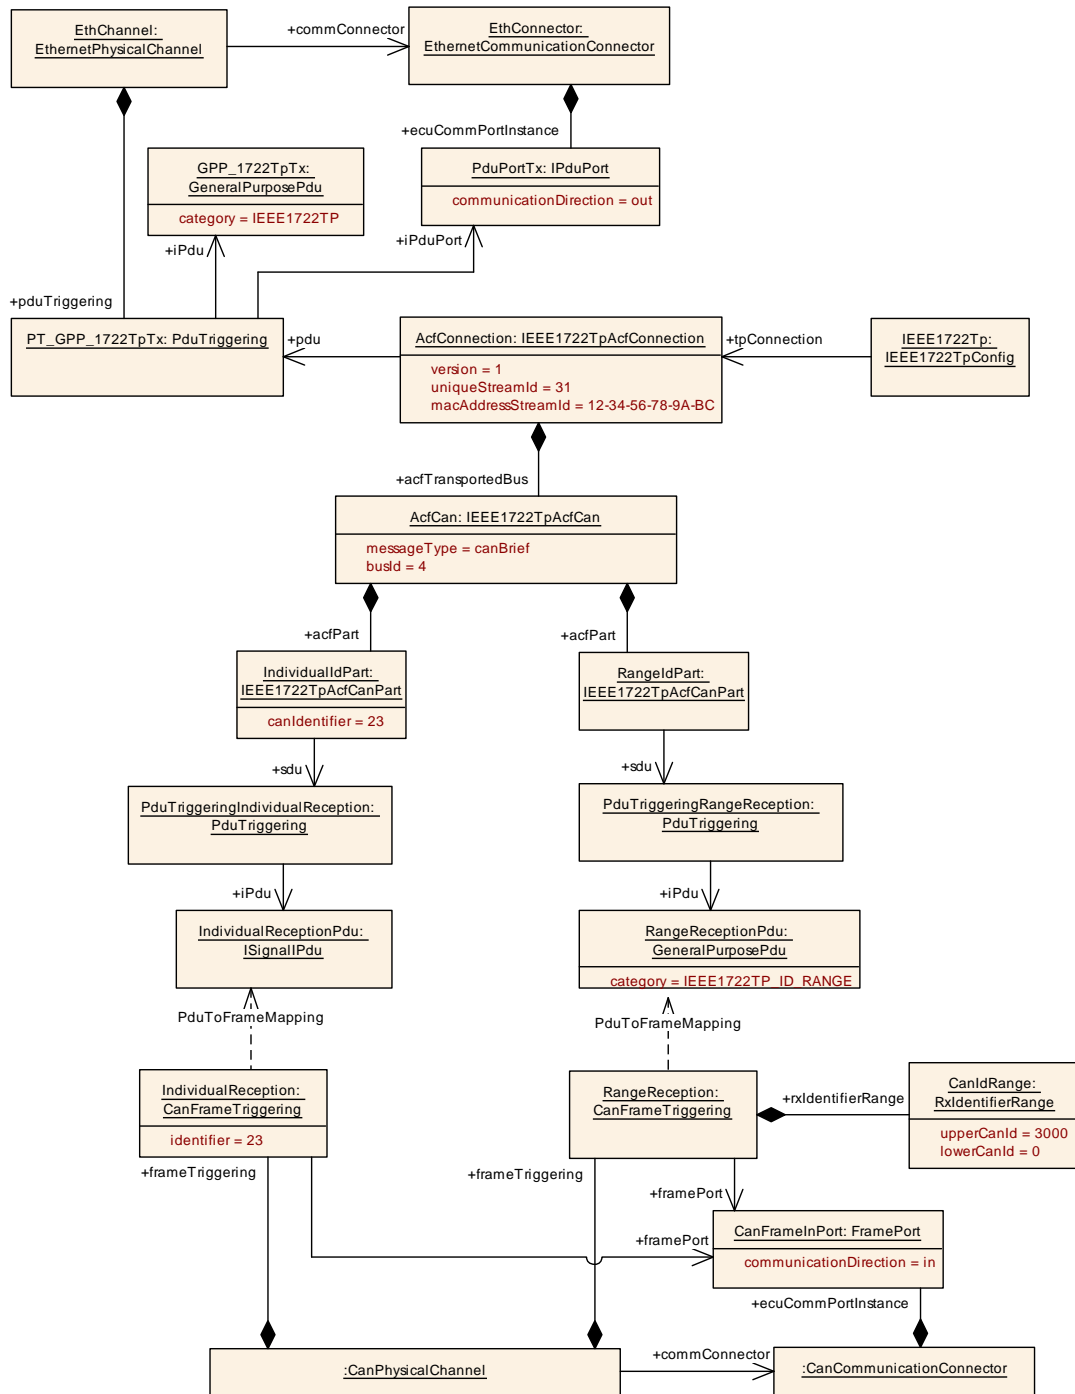 EthChannel:
EthernetPhysicalChannel
+commConnector
EthConnector:
EthernetCommunicationConnector
+ecuCommPortInstance
GPP_1722TpTx:
GeneralPurposePdu
category = IEEE1722TP
PduPortTx: IPduPort
communicationDirection = out
+iPdu
+iPduPort
+pduTriggering
PT_GPP_1722TpTx: PduTriggering
+pdu
AcfConnection: IEEE1722TpAcfConnection
version = 1
uniqueStreamId = 31
macAddressStreamId = 12-34-56-78-9A-BC
+tpConnection
IEEE1722Tp:
IEEE1722TpConfig
+acfTransportedBus
AcfCan: IEEE1722TpAcfCan
messageType = canBrief
busId = 4
+acfPart
+acfPart
IndividualIdPart:
IEEE1722TpAcfCanPart
canIdentifier = 23
RangeIdPart:
IEEE1722TpAcfCanPart
+sdu
+sdu
PduTriggeringIndividualReception:
PduTriggering
PduTriggeringRangeReception:
PduTriggering
+iPdu
+iPdu
IndividualReceptionPdu:
ISignalIPdu
RangeReceptionPdu:
GeneralPurposePdu
category = IEEE1722TP_ID_RANGE
PduToFrameMapping
PduToFrameMapping
IndividualReception:
CanFrameTriggering
identifier = 23
RangeReception:
CanFrameTriggering
+rxIdentifierRange
CanIdRange:
RxIdentifierRange
upperCanId = 3000
lowerCanId = 0
+frameTriggering
+frameTriggering
+framePort
+framePort
CanFrameInPort: FramePort
communicationDirection = in
+ecuCommPortInstance
:CanPhysicalChannel
+commConnector
:CanCommunicationConnector